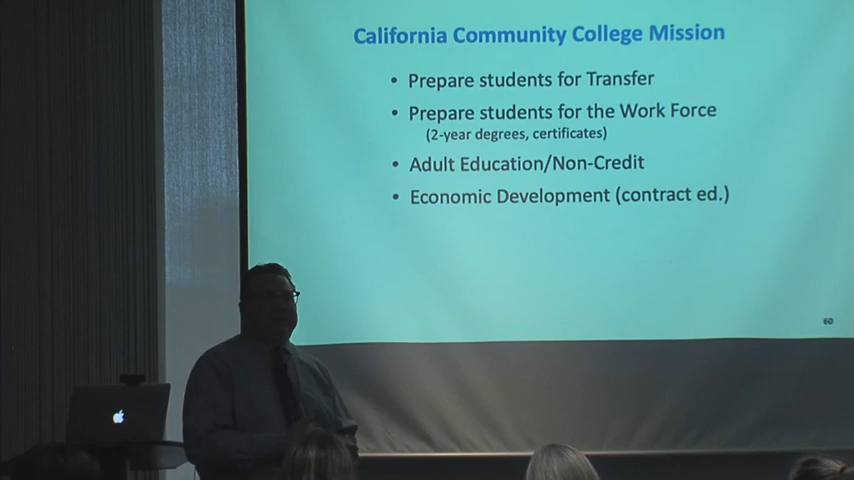 California Community College Mission
• Prepare students for Transfer
• Prepare students for the Work Force
(2-year degrees, certificates)
• Adult Education/Non-Credit
• Economic Development (contract ed.)
60